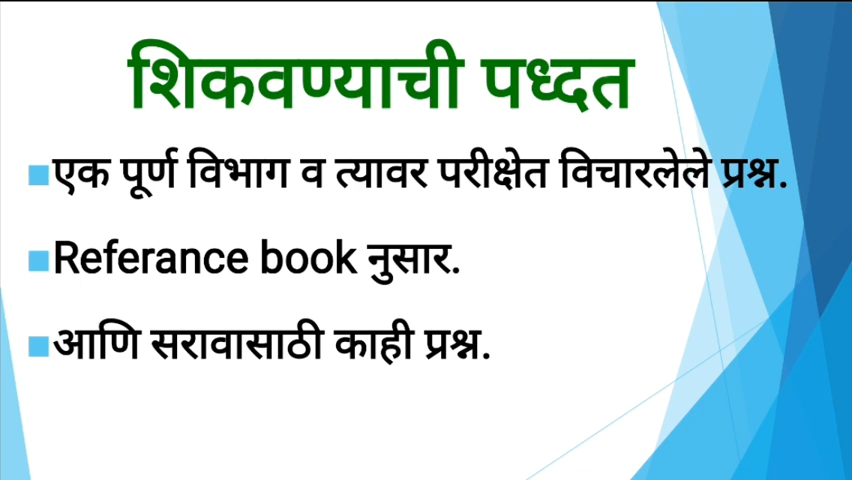 शिकवण्याची पध्दत
एक पूर्ण विभाग व त्यावर परीक्षेत विचारलेले प्रश्न.
Referance book नुसार.
आणि सरावासाठी काही प्रश्न.